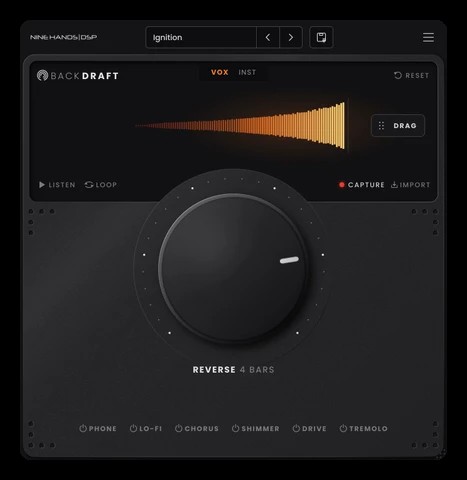 NINE HANDS|DSP
Ignition
BACKDRAFT
VOX INST
RESET
DRAG
LISTEN LOOP
CAPTURE IMPORT
REVERSE 4 BARS
PHONE LO-FI CHORUS SHIMMER DRIVE TREMOLO